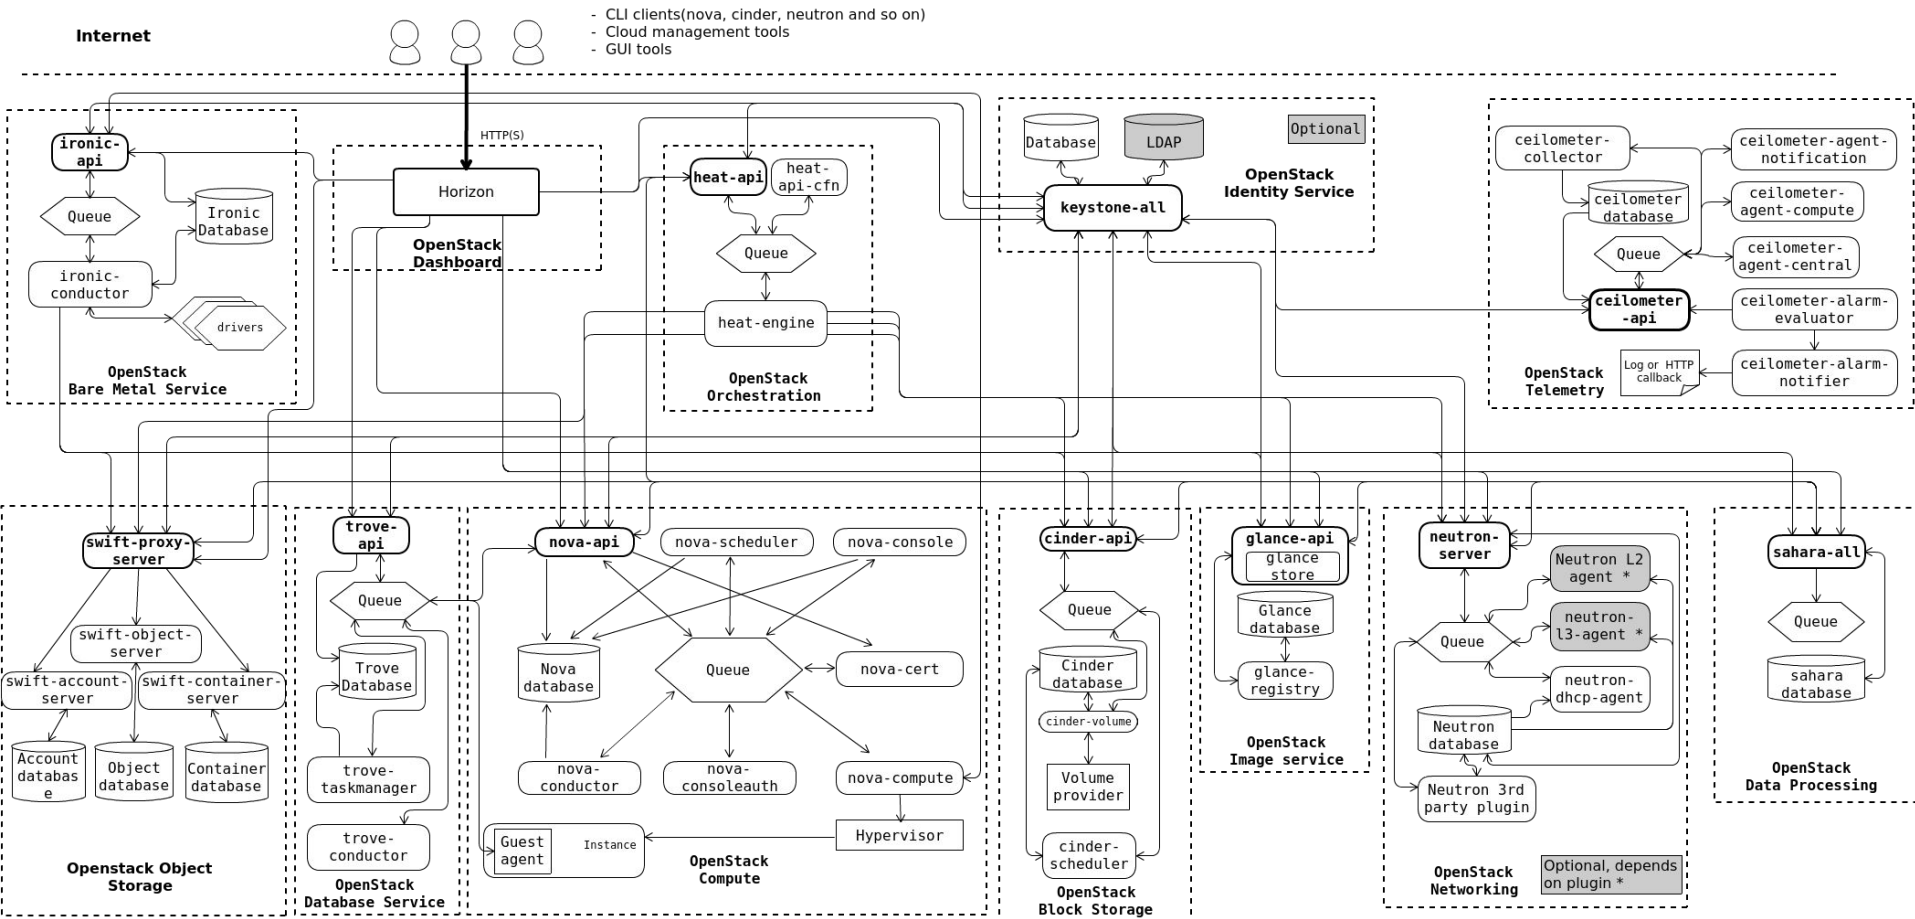 Internet
- CLI clients(nova, cinder, neutron and so on)
- Cloud management tools
- GUI tools
HTTP(S)
ironic-
api
Queue
Ironic
Database
ironic-
conductor
drivers
OpenStack
Bare Metal Service
Horizon
OpenStack
Dashboard
heat-api
heat-
api-cfn
Queue
heat-engine
OpenStack
Orchestration
Database
LDAP
Optional
OpenStack
Identity Service
keystone-all
ceilometer-
collector
ceilometer-agent-
notification
ceilometer
database
ceilometer-
agent-compute
Queue
ceilometer-
agent-central
ceilometer
-api
ceilometer-alarm-
evaluator
Log or HTTP
callback
ceilometer-alarm-
notifier
OpenStack
Telemetry
swift-proxy-
server
swift-object-
server
swift-account-
server
swift-container-
server
Account
databas
e
Object
database
Container
database
Openstack Object
Storage
trove-
api
Queue
Trove
Database
trove-
taskmanager
trove-
conductor
OpenStack
Database Service
nova-api
nova-scheduler
nova-console
Nova
database
Queue
nova-cert
nova-
conductor
nova-
consoleauth
nova-compute
Hypervisor
Guest
agent
Instance
OpenStack
Compute
cinder-api
Queue
Cinder
database
cinder-volume
Volume
provider
cinder-
scheduler
OpenStack
Block Storage
glance-api
glance
store
Glance
database
glance-
registry
OpenStack
Image service
neutron-
server
Neutron L2
agent *
neutron-
l3-agent *
Queue
neutron-
dhcp-agent
Neutron
database
Neutron 3rd
party plugin
OpenStack
Networking
Optional, depends
on plugin *
sahara-all
Queue
sahara
database
OpenStack
Data Processing